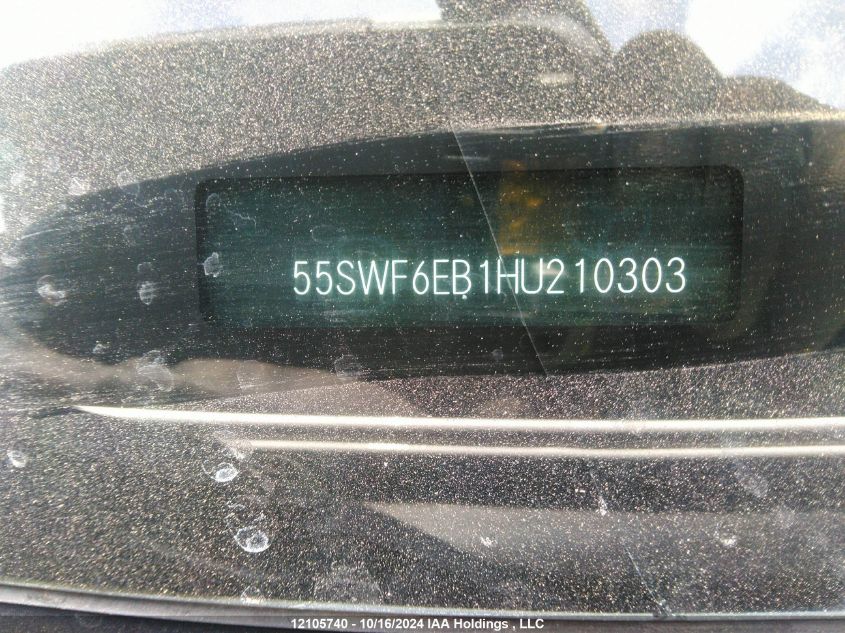 55SWF6EB1HU210303
12105740 - 10/16/2024 IAA Holdings , LLC